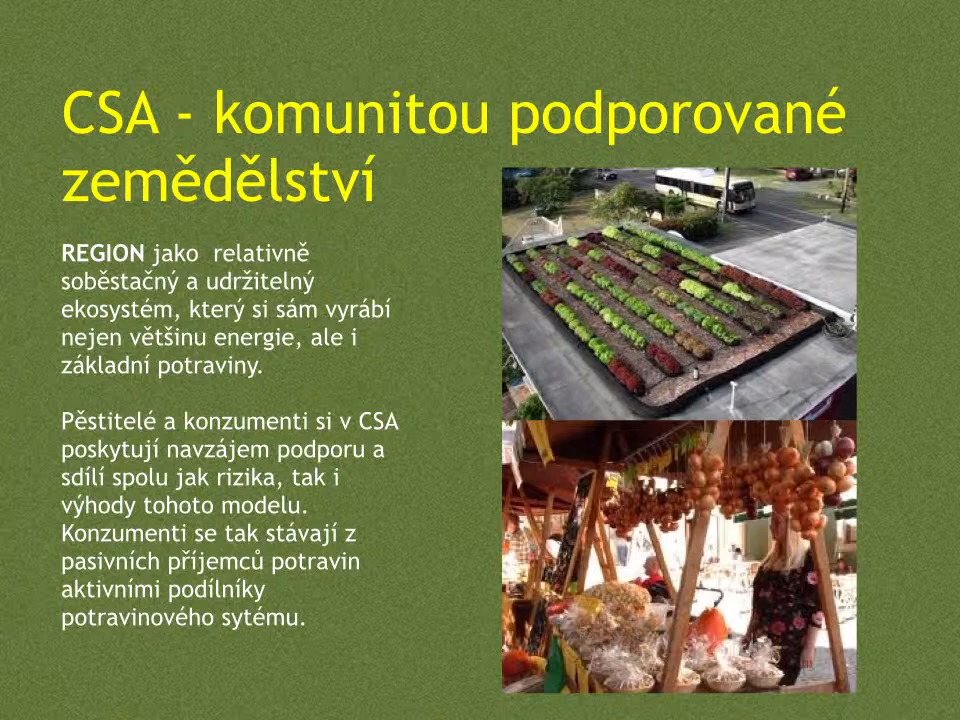 CSA - komunitou podporované
zemědělství
REGION jako  relativně
soběstačný a udržitelný
ekosystém, který si sám vyrábí
nejen většinu energie, ale i
základní potraviny.
Pěstitelé a konzumenti si v CSA
poskytují navzájem podporu a
sdílí spolu jak rizika, tak i
výhody tohoto modelu.
Konzumenti se tak stávají z
pasivních příjemců potravin
aktivními podílníky
potravinového sytému.